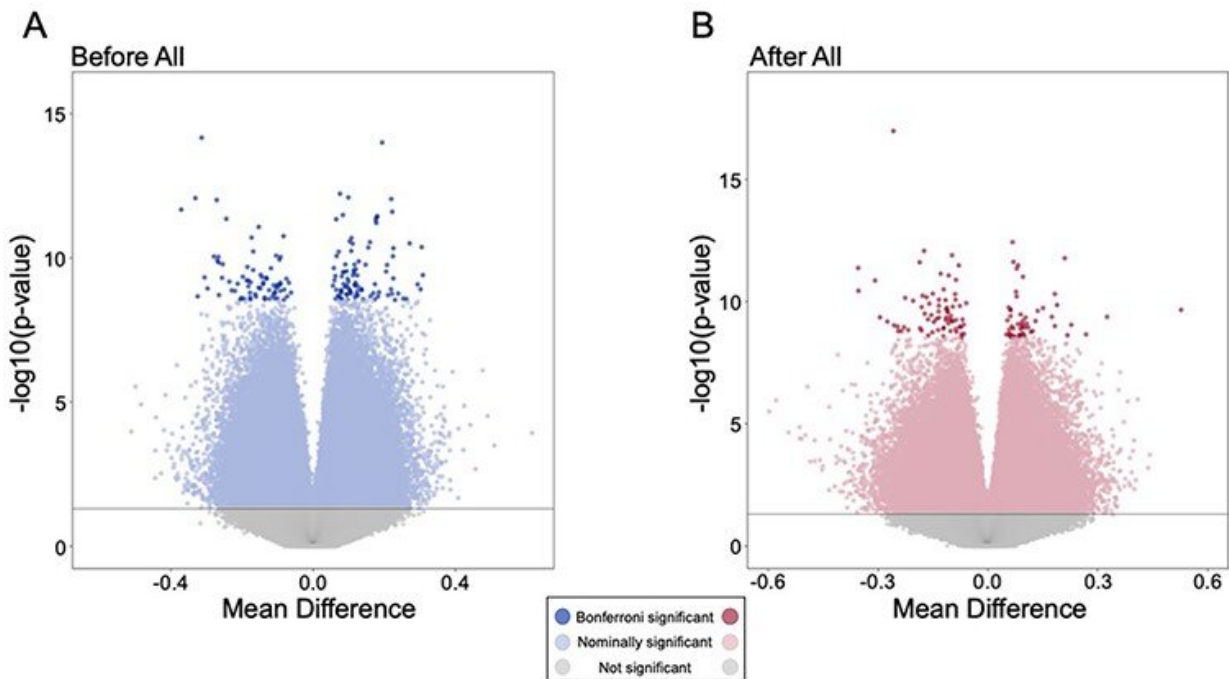 A
Before All
15
10
5
0
-log10(p-value)
-0.4 0.0 0.4
Mean Difference
B
After All
15
10
5
0
-log10(p-value)
-0.6 -0.3 0.0 0.3 0.6
Mean Difference
Bonferroni significant
Nominally significant
Not significant